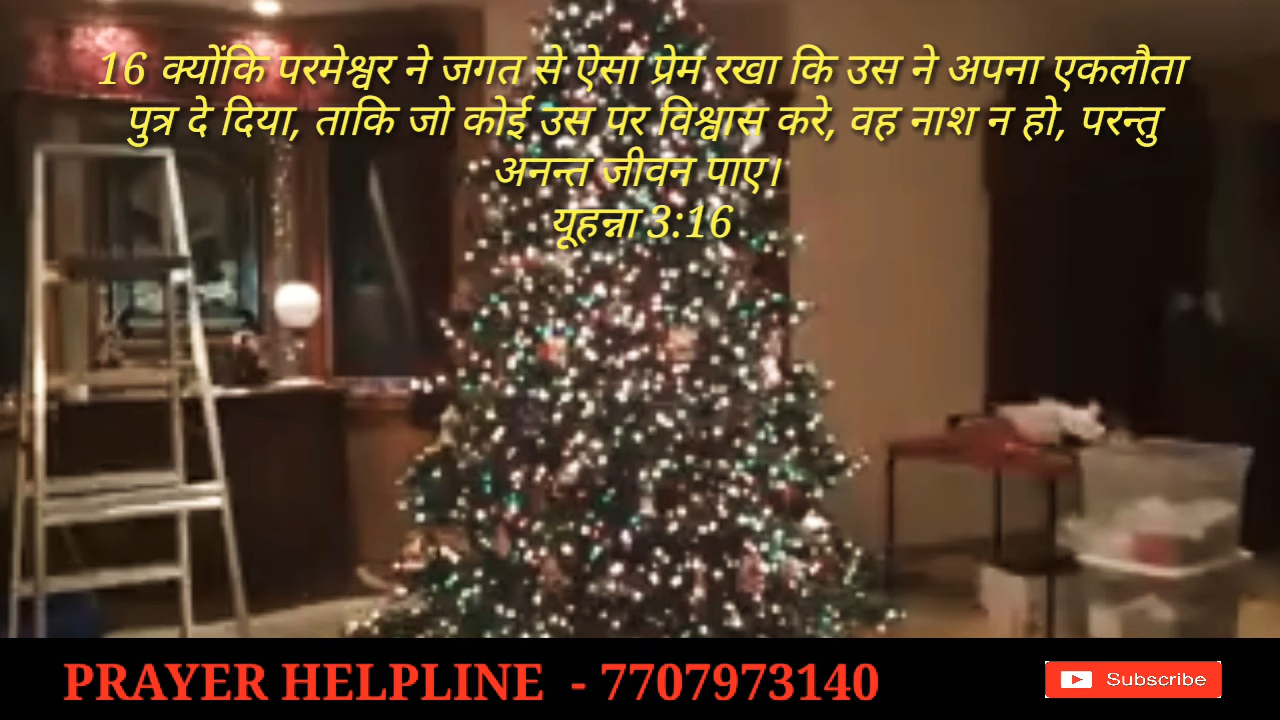 16 क्योंकि परमेश्वर ने जगत से ऐसा प्रेम रखा कि उस ने अपना एकलौता
पुत्र दे दिया, ताकि जो कोई उस पर विश्वास करे, वह नाश न हो, परन्तु
अनन्त जीवन पाए।
यूहन्ना 3:16
PRAYER HELPLINE - 7707973140
Subscribe